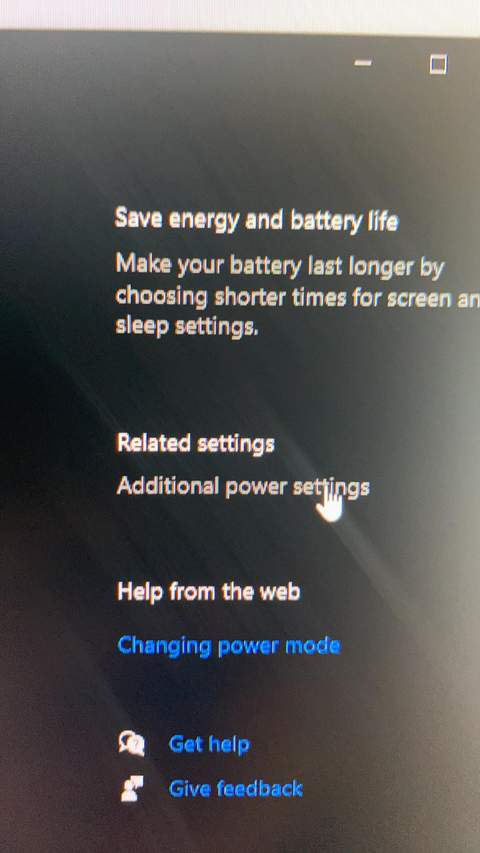 Save energy and battery life
Make your battery last longer by
choosing shorter times for screen an
sleep settings.
Related settings
Additional power settings
Help from the web
Changing power mode
Get help
Give feedback